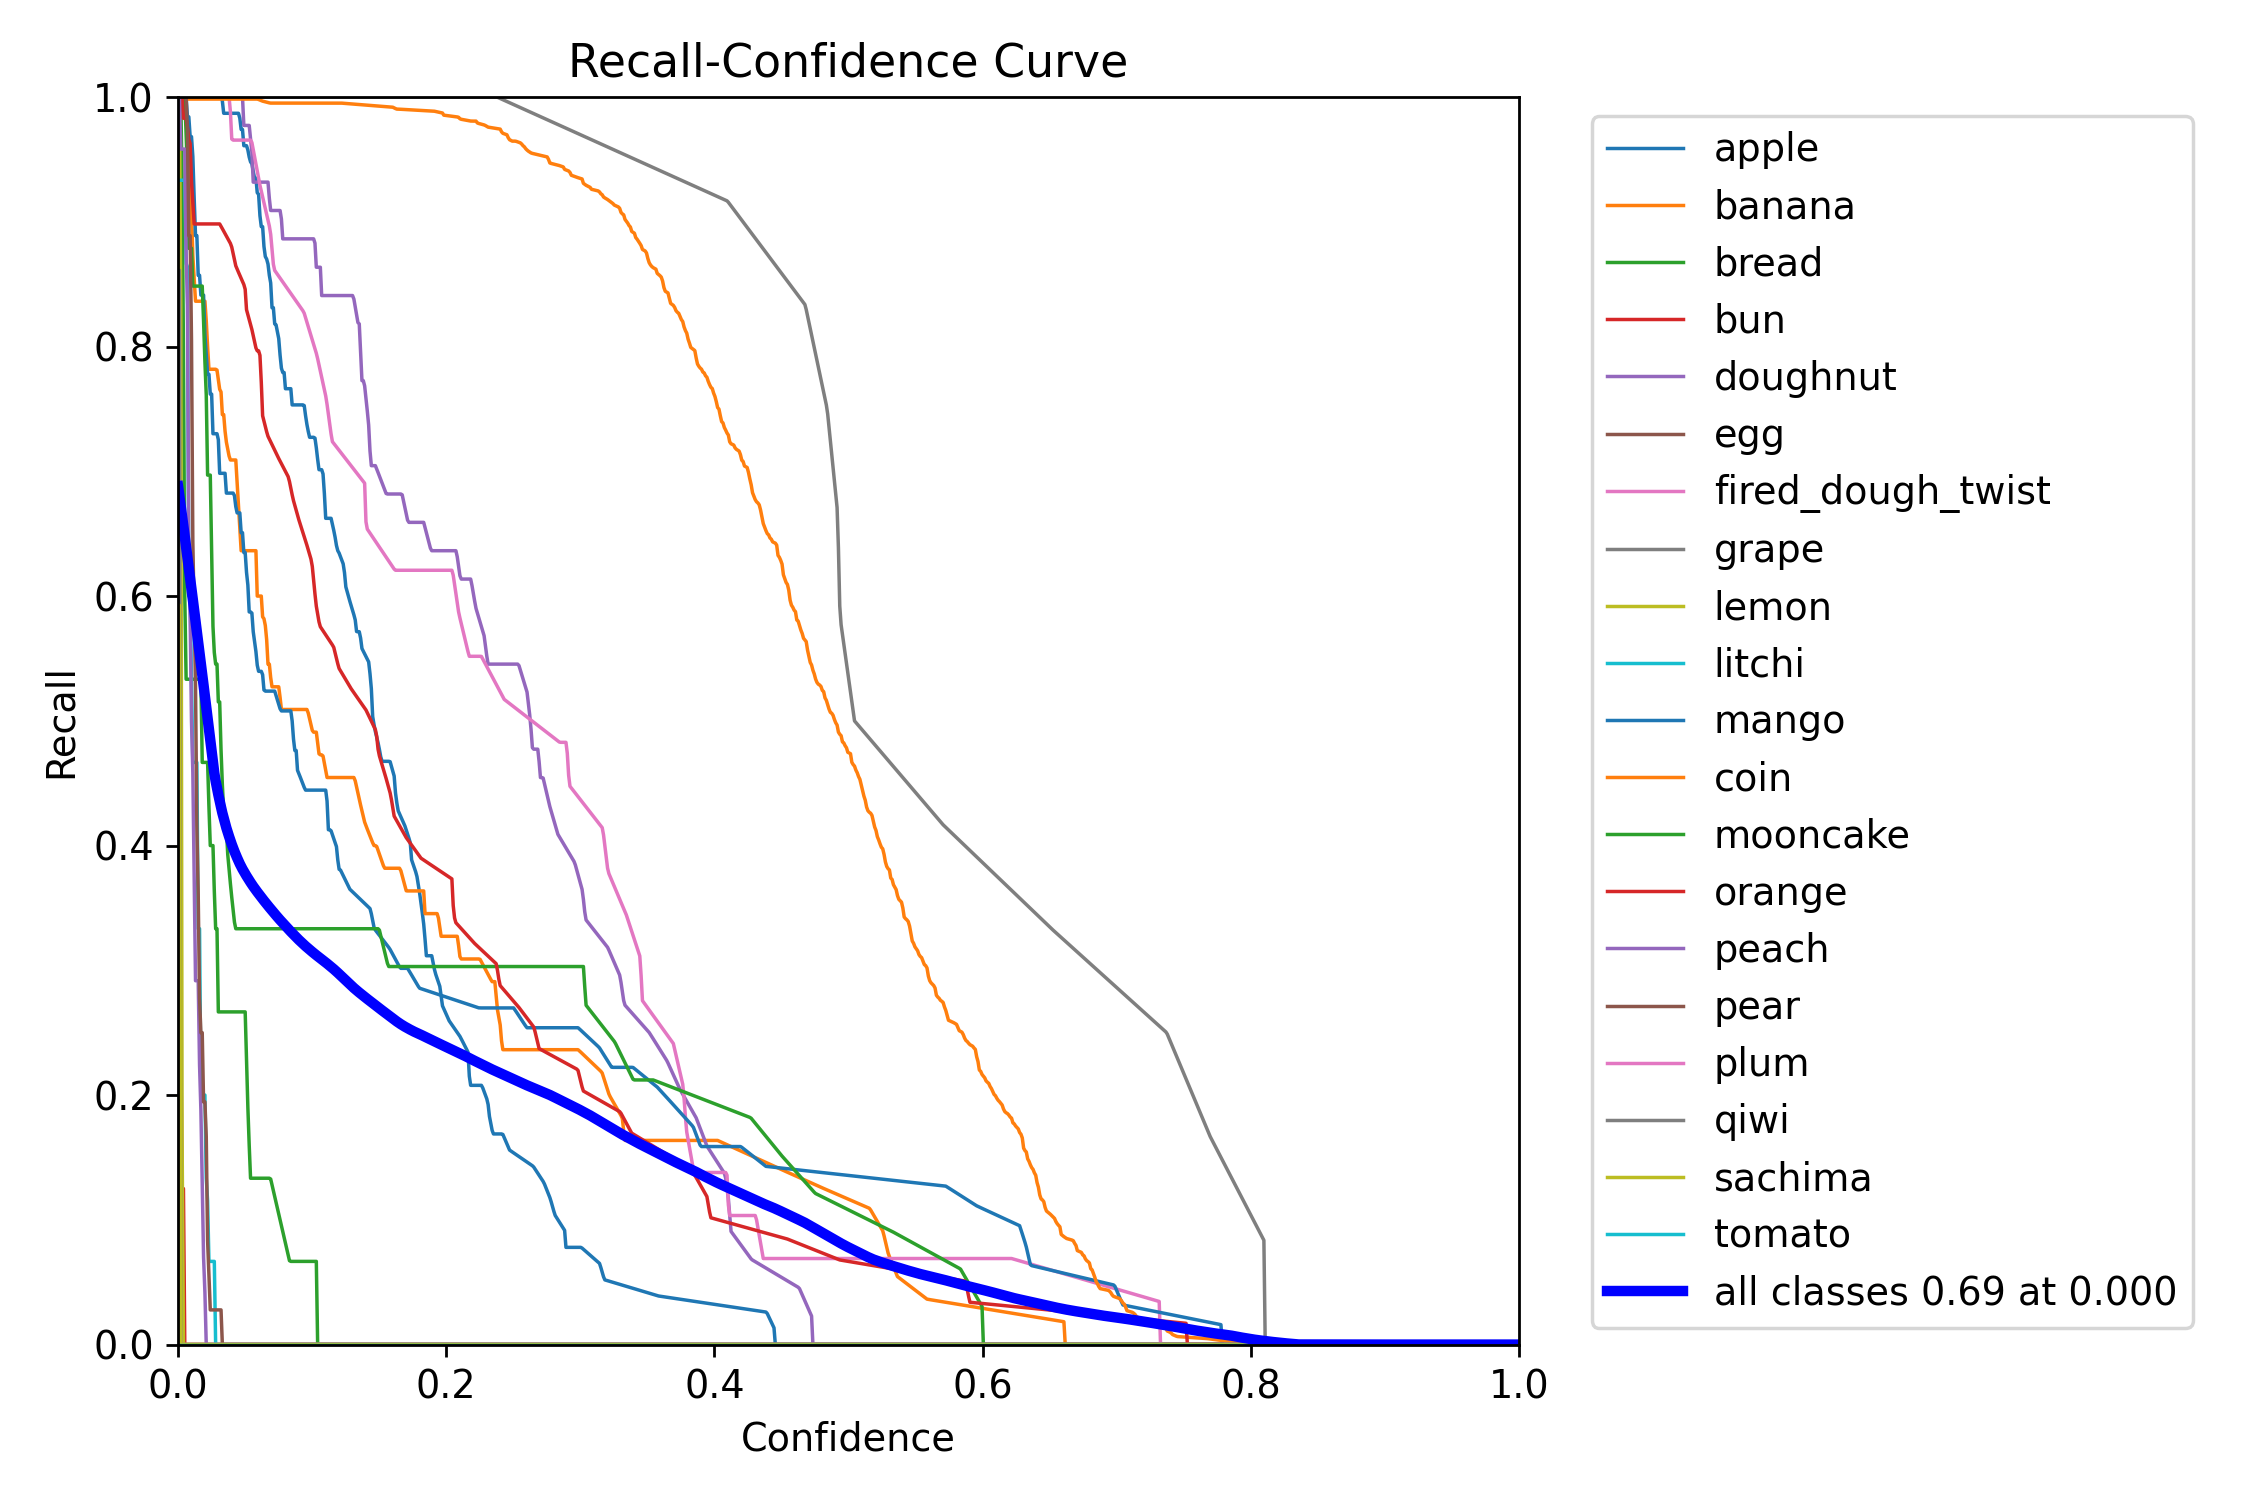 Recall-Confidence Curve
1.0
0.8
0.6
0.4
0.2
0.0
Recall
0.0 0.2 0.4 0.6 0.8 1.0
Confidence
apple
banana
bread
bun
doughnut
egg
fired_dough_twist
grape
lemon
litchi
mango
coin
mooncake
orange
peach
pear
plum
qiwi
sachima
tomato
all classes 0.69 at 0.000